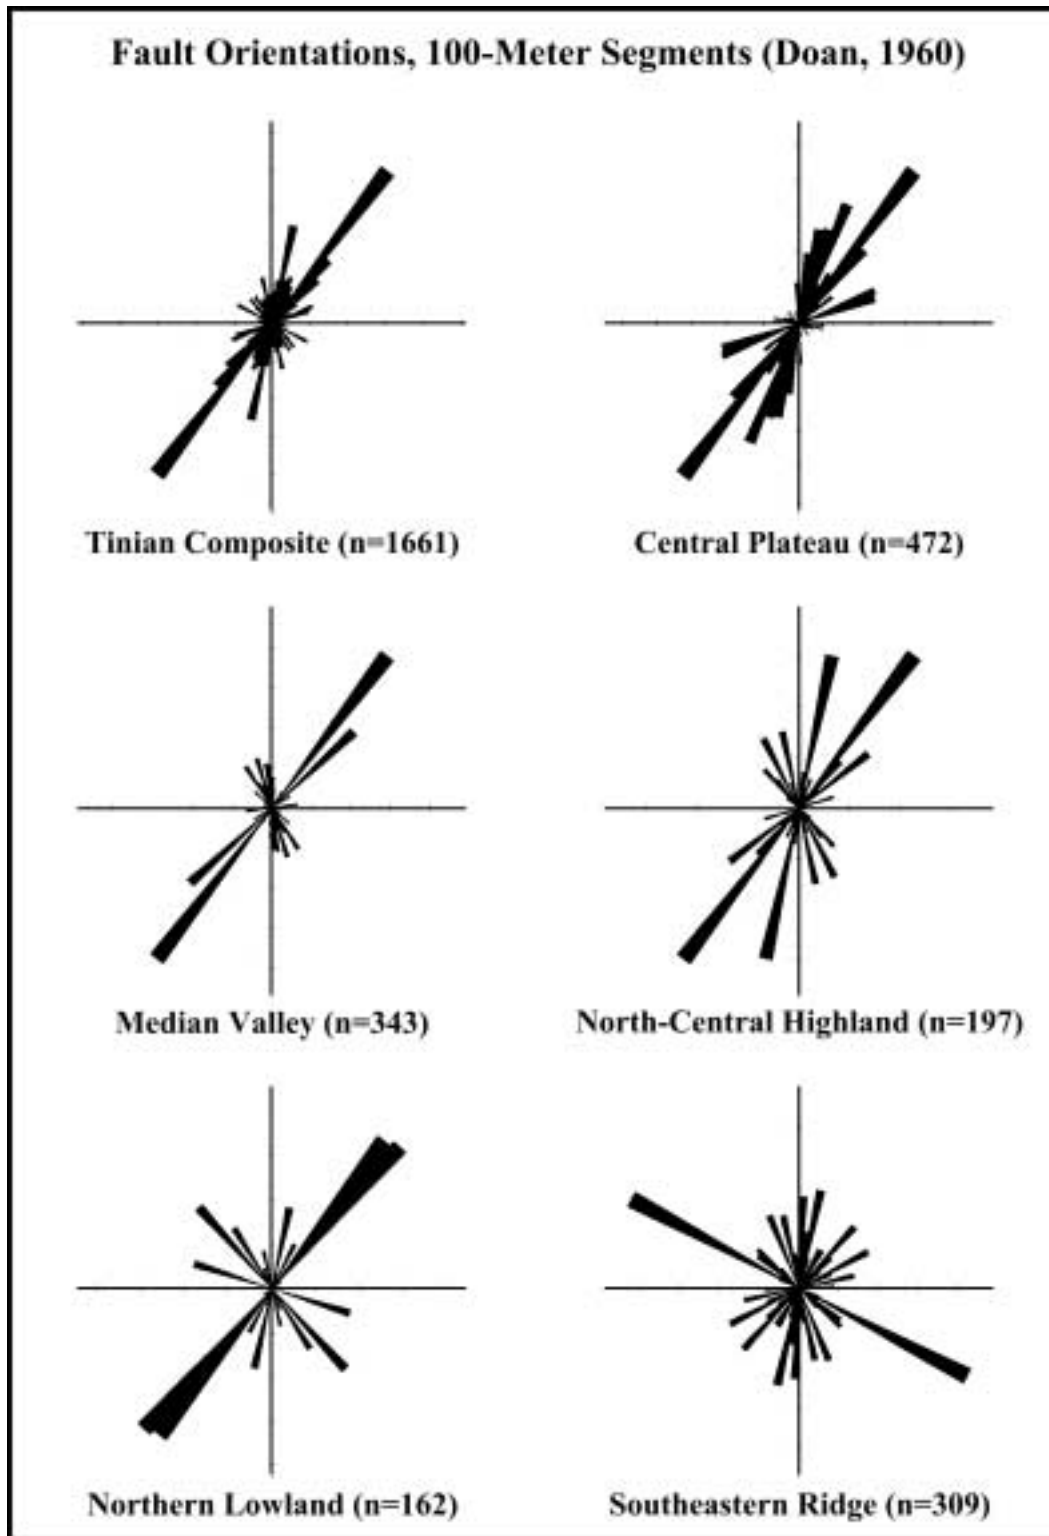 Fault Orientations, 100-Meter Segments (Doan, 1960)
Tinian Composite (n=1661)
Central Plateau (n=472)
Median Valley (n=343)
North-Central Highland (n=197)
Northern Lowland (n=162)
Southeastern Ridge (n=309)